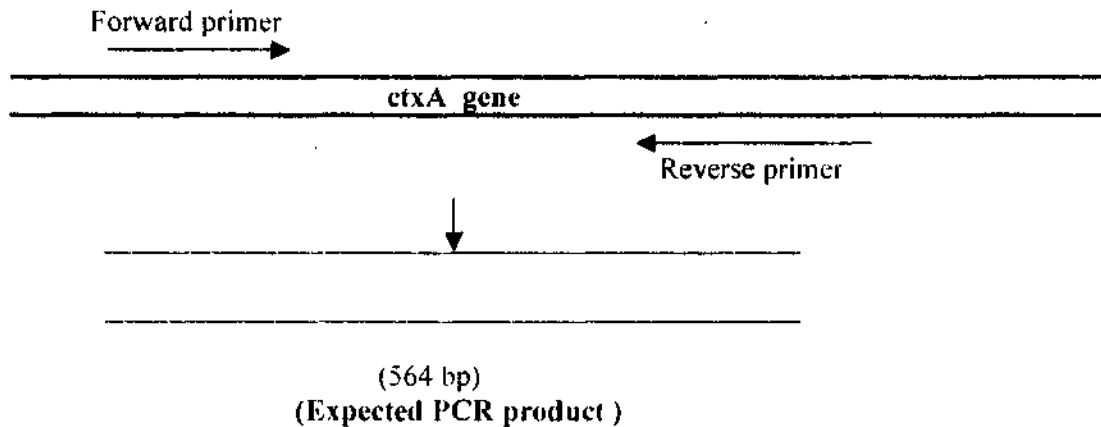 Forward primer
ctxA gene
Reverse primer
(564 bp)
(Expected PCR product )